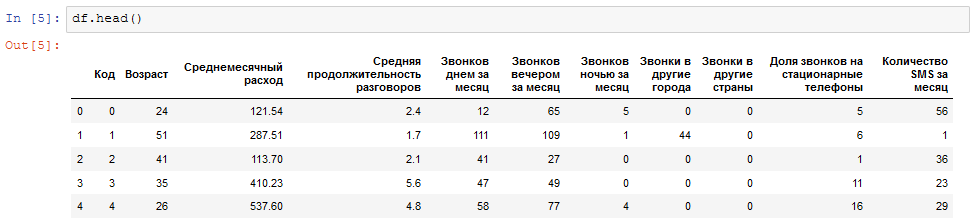 In [5]: df.head()
Out[5]:
Код Возраст Среднемесячный расход Средняя продолжительность разговоров Звонков днем за месяц Звонков вечером за месяц Звонков ночью за месяц Звонки в другие города Звонки в другие страны Доля звонков на стационарные телефоны Количество SMS за месяц
0 0 24 121.54 2.4 12 65 5 0 0 5 56
1 1 51 287.51 1.7 111 109 1 44 0 6 1
2 2 41 113.70 2.1 41 27 0 0 0 1 36
3 3 35 410.23 5.6 47 49 0 0 0 11 23
4 4 26 537.60 4.8 58 77 4 0 0 16 29